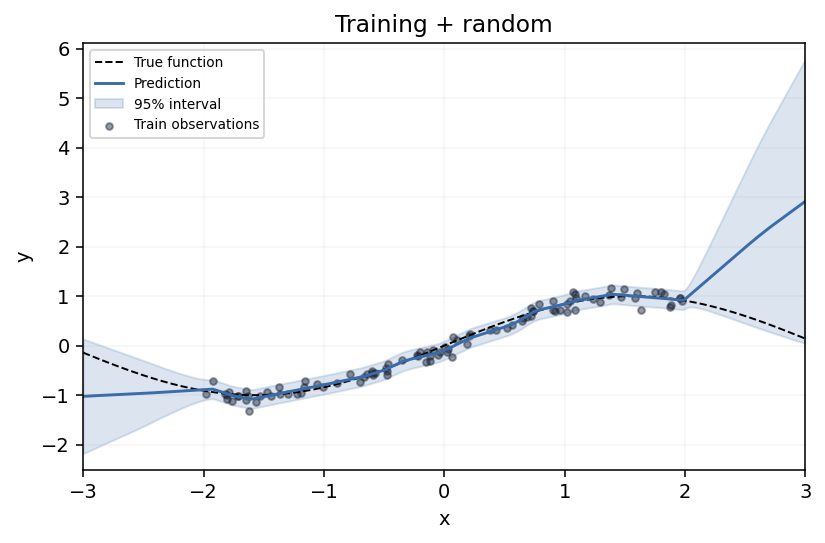 Training + random
True function
Prediction
95% interval
Train observations
y
6
5
4
3
2
1
0
−1
−2
−3 −2 −1 0 1 2 3
x